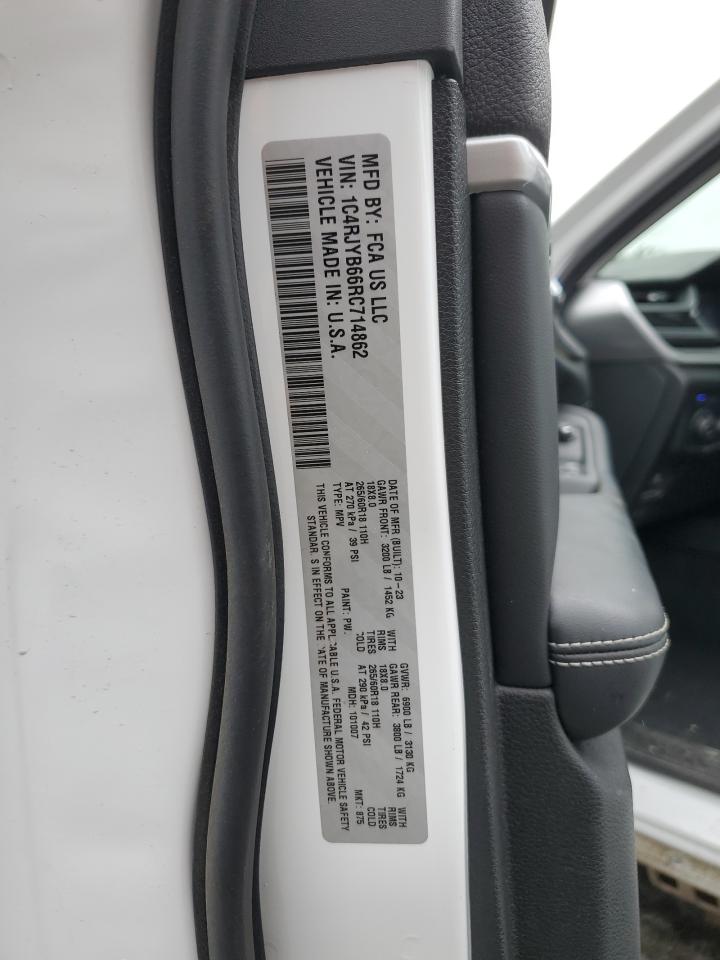 MFD BY: FCA US LLC
VIN: 1C4RJYB66RC714862
VEHICLE MADE IN: U.S.A.
DATE OF MFR (BUILT): 10-23 GVWR: 6900 LB / 3130 KG
GAWR FRONT: 3200 LB / 1452 KG WITH GAWR REAR: 3800 LB / 1724 KG WITH
18X8.0 RIMS 18X8.0 RIMS
265/60R18 110H TIRES 265/60R18 110H TIRES
AT 270 kPa / 39 PSI COLD AT 290 kPa / 42 PSI COLD
TYPE: MPV PAINT: PW. MDH: 101007 MKT: 875
THIS VEHICLE CONFORMS TO ALL APPLICABLE U.S.A. FEDERAL MOTOR VEHICLE SAFETY
STANDAR S IN EFFECT ON THE DATE OF MANUFACTURE SHOWN ABOVE.